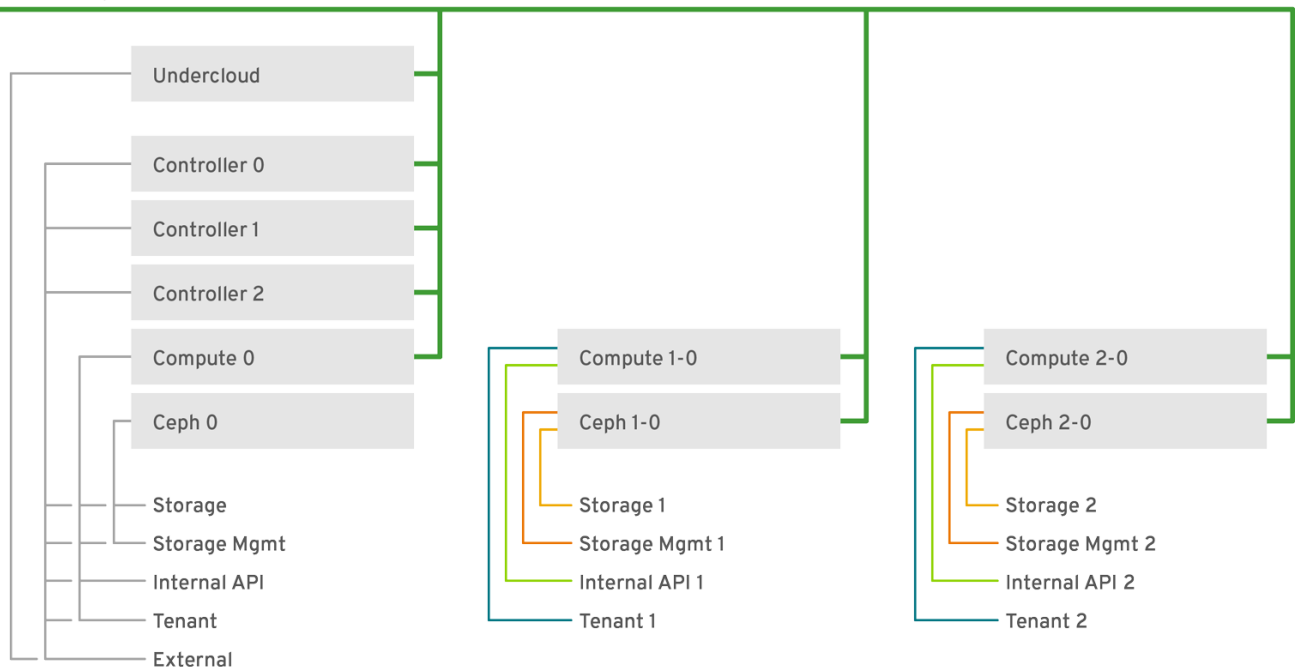 Undercloud
Controller 0
Controller 1
Controller 2
Compute 0
Ceph 0
Storage
Storage Mgmt
Internal API
Tenant
External
Compute 1-0
Ceph 1-0
Storage 1
Storage Mgmt 1
Internal API 1
Tenant 1
Compute 2-0
Ceph 2-0
Storage 2
Storage Mgmt 2
Internal API 2
Tenant 2